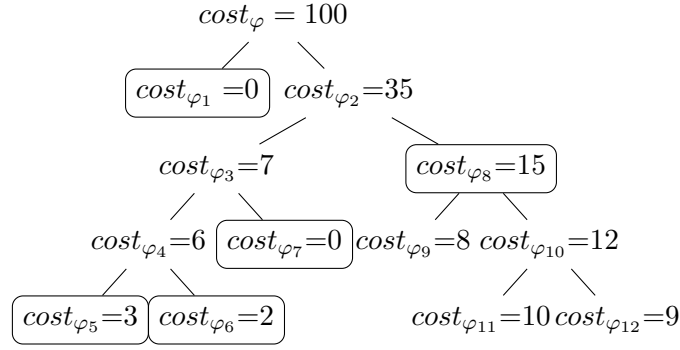 cost_φ = 100
cost_φ₁ =0 cost_φ₂=35
cost_φ₃=7 cost_φ₈=15
cost_φ₄=6 cost_φ₇=0 cost_φ₉=8 cost_φ₁₀=12
cost_φ₅=3 cost_φ₆=2 cost_φ₁₁=10 cost_φ₁₂=9